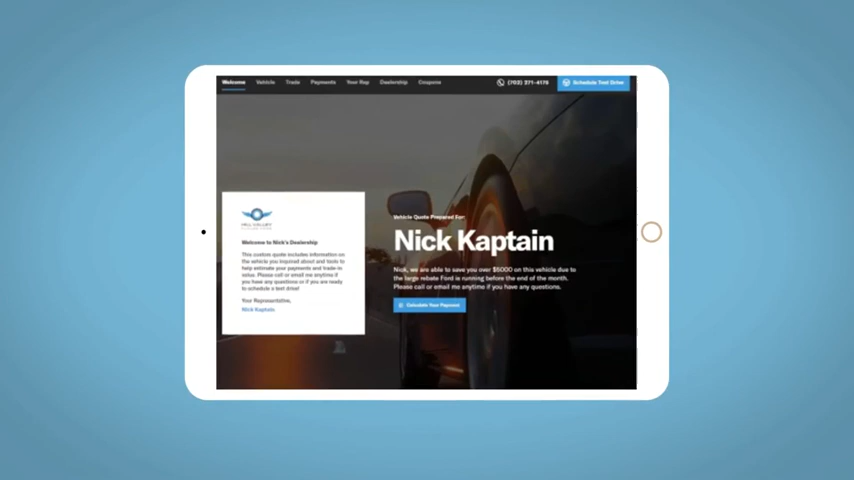 Welcome Vehicle Trade Payments Your Rep Dealership Coupons (702) 271-4175 Schedule Test Drive
HILL VALLEY
Welcome to Nick's Dealership
This custom quote includes information on
the vehicle you inquired about and tools to
help estimate your payments and trade-in
value. Please call or email me anytime if
you have any questions or if you are ready
to schedule a test drive!
Your Representative,
Nick Kaptain
Vehicle Quote Prepared For:
Nick Kaptain
Nick, we are able to save you over $5000 on this vehicle due to
the large rebate Ford is running before the end of the month.
Please call or email me anytime if you have any questions.
Calculate Your Payment